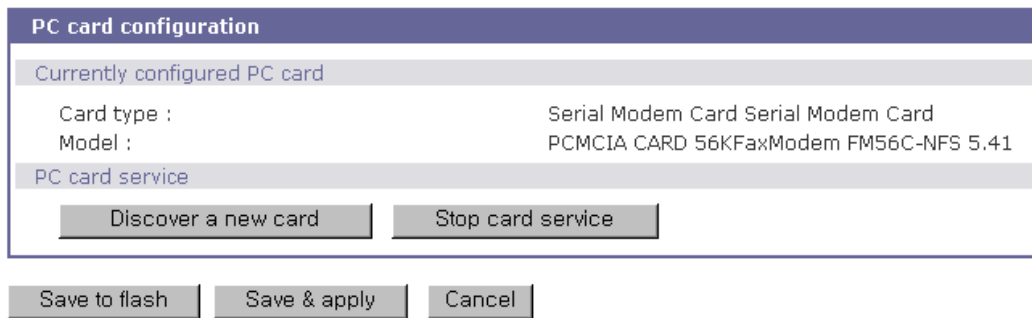 PC card configuration
Currently configured PC card
Card type : Serial Modem Card Serial Modem Card
Model : PCMCIA CARD 56KFaxModem FM56C-NFS 5.41
PC card service
Discover a new card Stop card service
Save to flash Save & apply Cancel